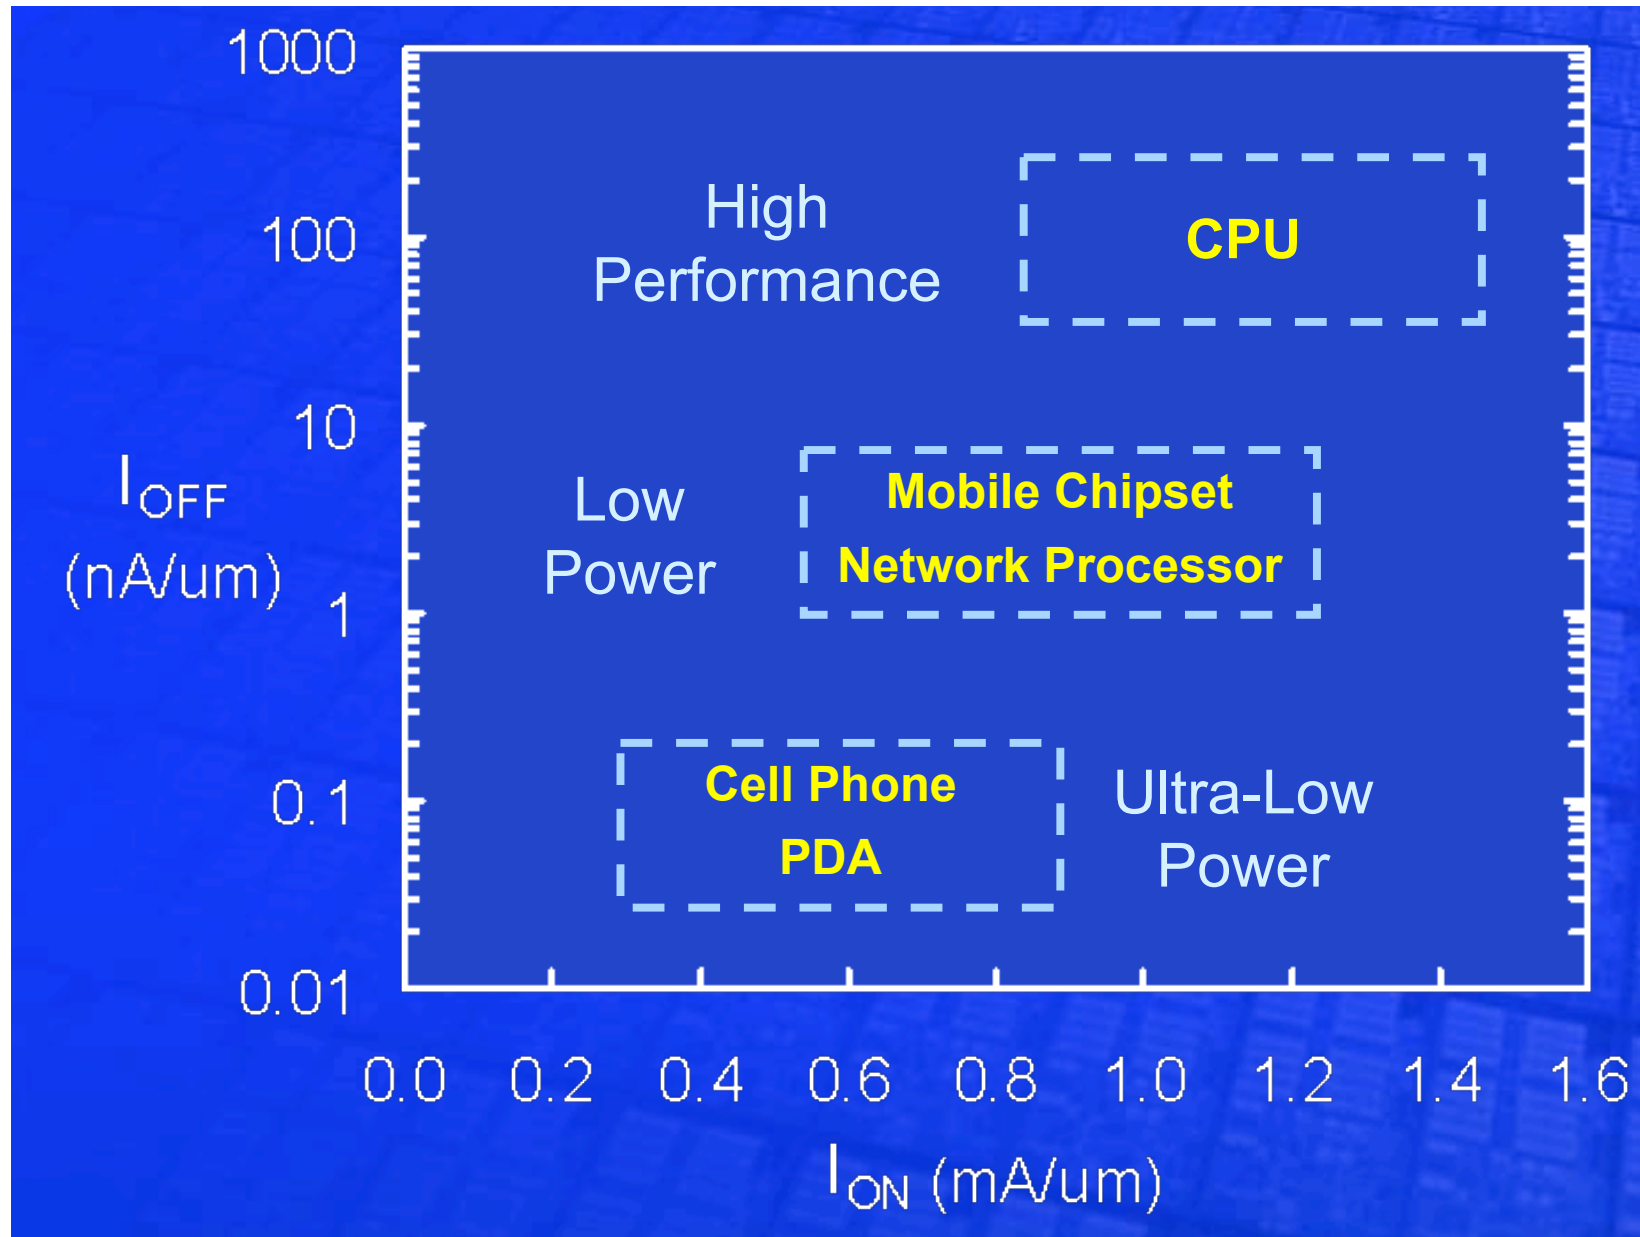 1000
100
10
1
0.1
0.01
I_OFF
(nA/um)
High
Performance
CPU
Low
Power
Mobile Chipset
Network Processor
Cell Phone
PDA
Ultra-Low
Power
0.0 0.2 0.4 0.6 0.8 1.0 1.2 1.4 1.6
I_ON (mA/um)